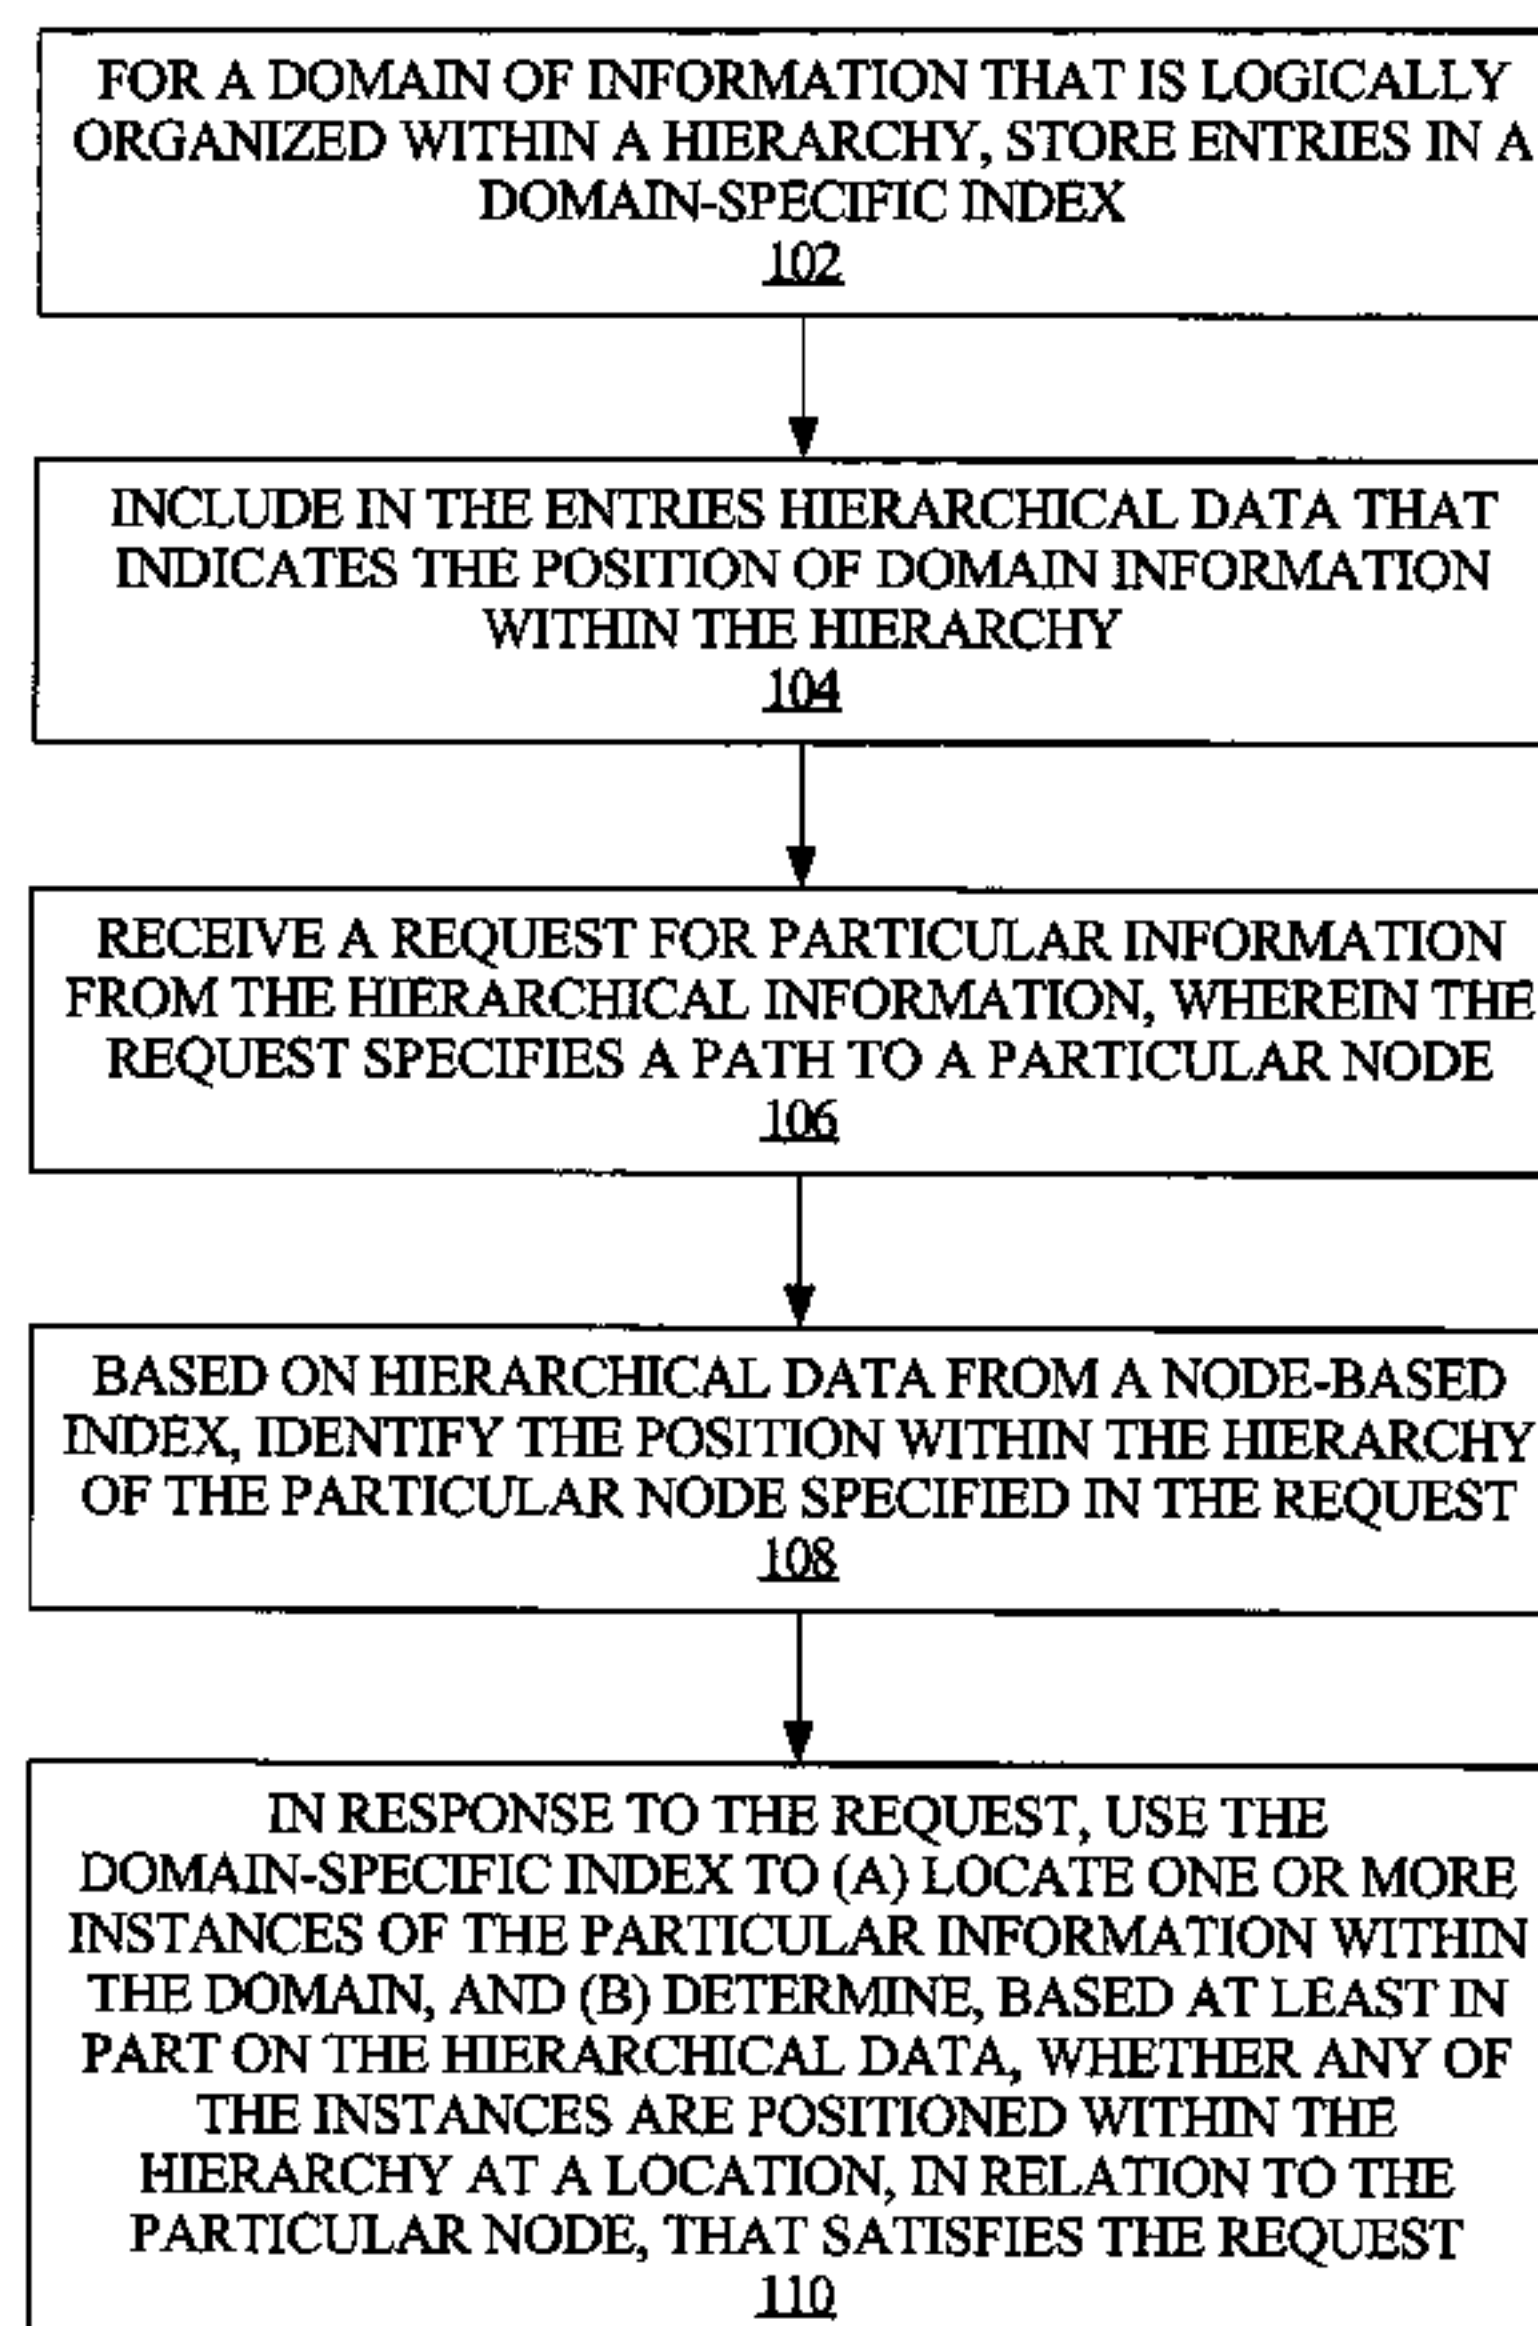 FOR A DOMAIN OF INFORMATION THAT IS LOGICALLY
ORGANIZED WITHIN A HIERARCHY, STORE ENTRIES IN A
DOMAIN-SPECIFIC INDEX
102
INCLUDE IN THE ENTRIES HIERARCHICAL DATA THAT
INDICATES THE POSITION OF DOMAIN INFORMATION
WITHIN THE HIERARCHY
104
RECEIVE A REQUEST FOR PARTICULAR INFORMATION
FROM THE HIERARCHICAL INFORMATION, WHEREIN THE
REQUEST SPECIFIES A PATH TO A PARTICULAR NODE
106
BASED ON HIERARCHICAL DATA FROM A NODE-BASED
INDEX, IDENTIFY THE POSITION WITHIN THE HIERARCHY
OF THE PARTICULAR NODE SPECIFIED IN THE REQUEST
108
IN RESPONSE TO THE REQUEST, USE THE
DOMAIN-SPECIFIC INDEX TO (A) LOCATE ONE OR MORE
INSTANCES OF THE PARTICULAR INFORMATION WITHIN
THE DOMAIN, AND (B) DETERMINE, BASED AT LEAST IN
PART ON THE HIERARCHICAL DATA, WHETHER ANY OF
THE INSTANCES ARE POSITIONED WITHIN THE
HIERARCHY AT A LOCATION, IN RELATION TO THE
PARTICULAR NODE, THAT SATISFIES THE REQUEST
110